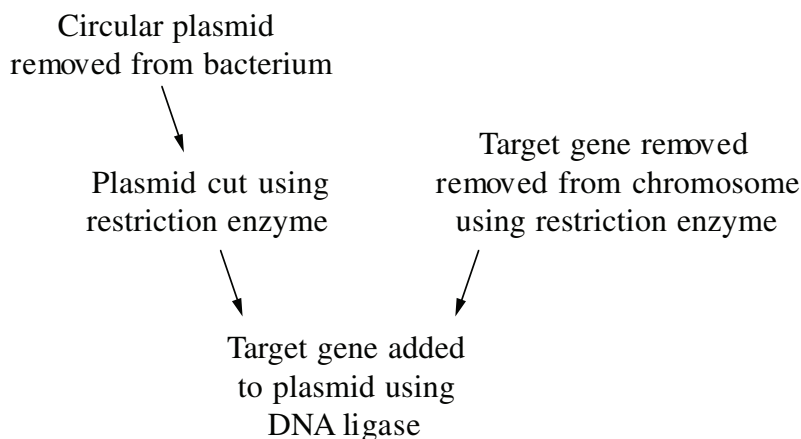 Circular plasmid
removed from bacterium
Plasmid cut using
restriction enzyme
Target gene removed
removed from chromosome
using restriction enzyme
Target gene added
to plasmid using
DNA ligase